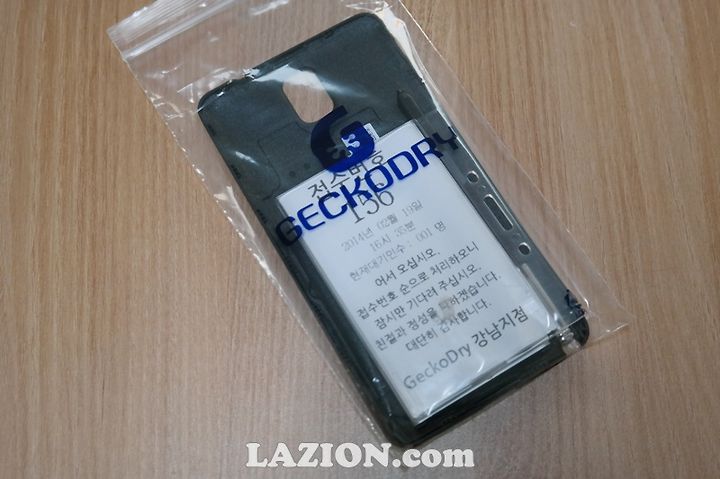 GECKODRY
접수번호
156
2014년 02월 19일
16시 35분
현재대기인수 : 001 명
어서 오십시오.
접수번호 순으로 처리하오니
잠시만 기다려 주십시오.
친절과 정성을 다하겠습니다.
대단히 감사합니다.
GeckoDry 강남지점
LAZION.com